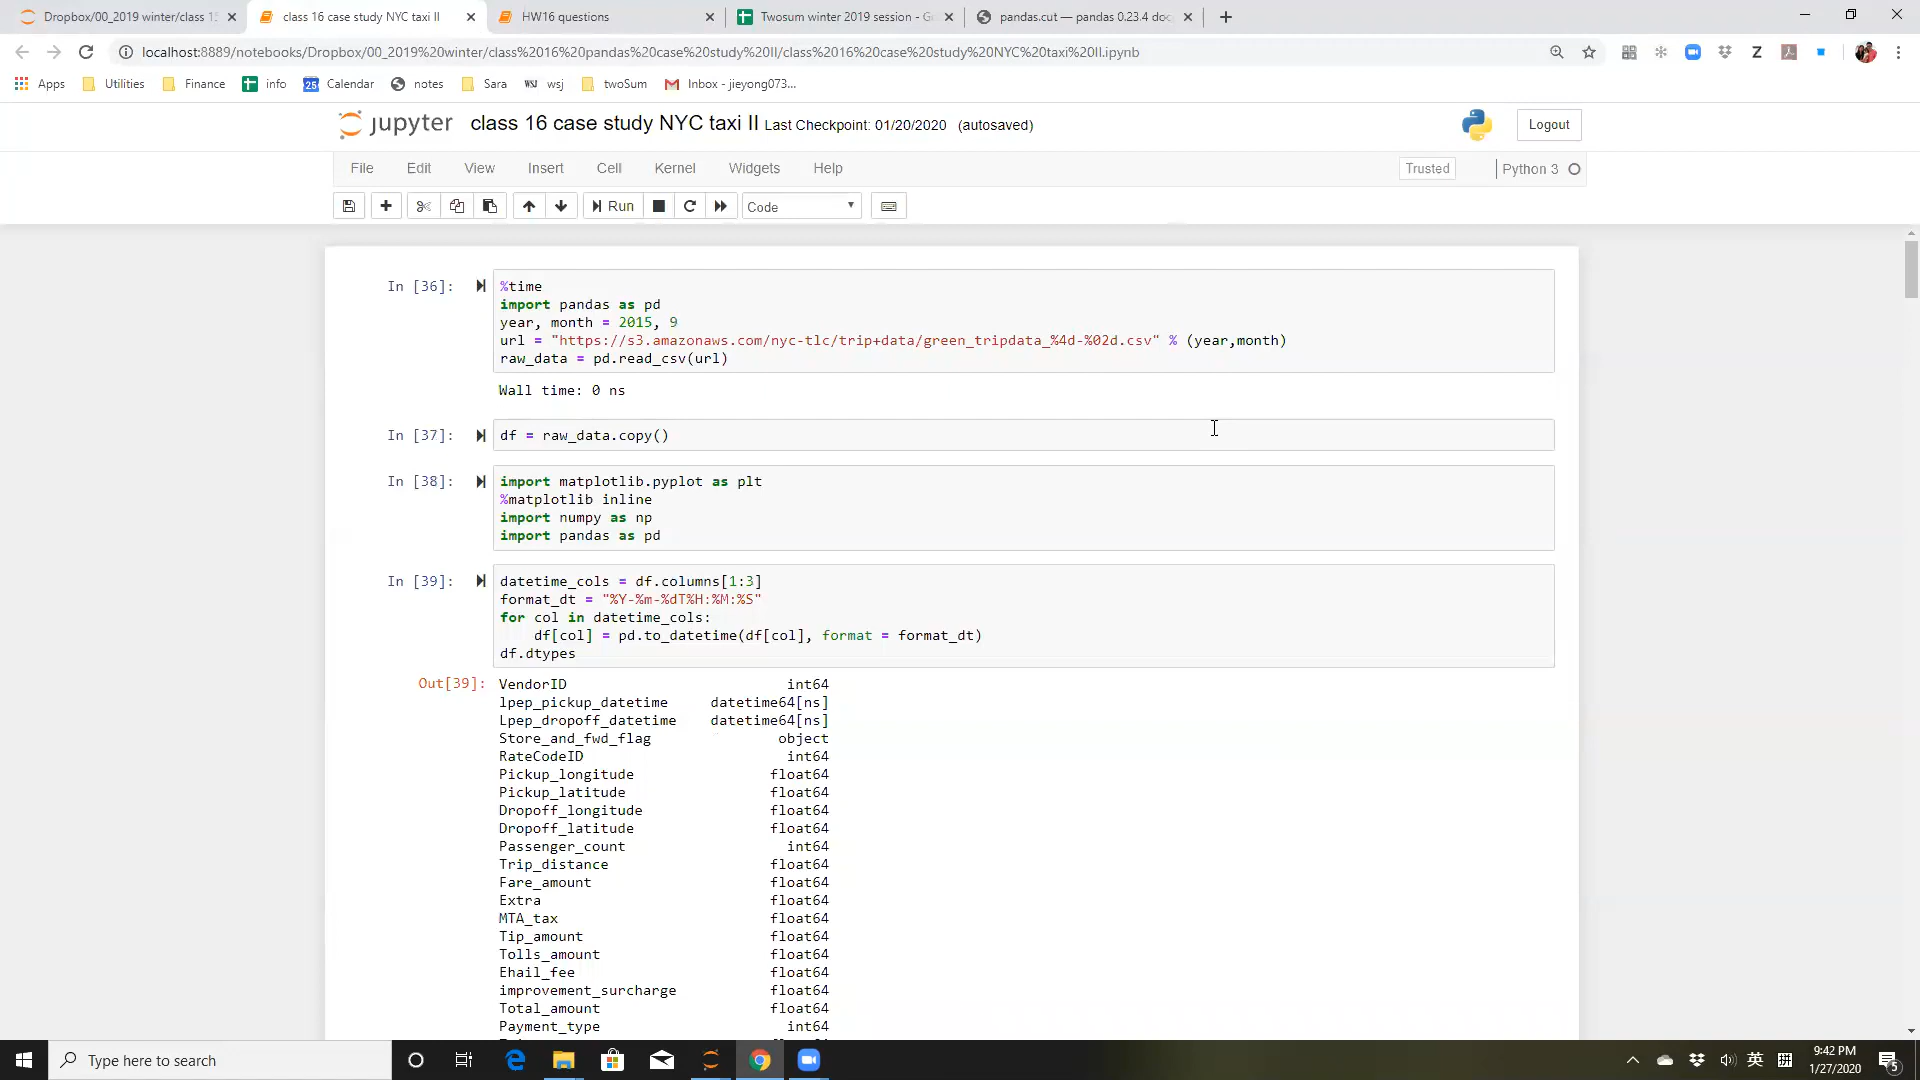 Dropbox/00_2019 winter/class 15
class 16 case study NYC taxi II
HW16 questions
Twosum winter 2019 session - G
pandas.cut — pandas 0.23.4 doc
localhost:8889/notebooks/Dropbox/00_2019%20winter/class%2016%20pandas%20case%20study%20II/class%2016%20case%20study%20NYC%20taxi%20II.ipynb
Apps Utilities Finance info 25 Calendar notes Sara WSJ wsj twoSum Inbox - jieyong073...
jupyter class 16 case study NYC taxi II Last Checkpoint: 01/20/2020 (autosaved)
Logout
File Edit View Insert Cell Kernel Widgets Help
Trusted
Python 3
Run
Code
In [36]:
%time
import pandas as pd
year, month = 2015, 9
url = "https://s3.amazonaws.com/nyc-tlc/trip+data/green_tripdata_%4d-%02d.csv" % (year,month)
raw_data = pd.read_csv(url)
Wall time: 0 ns
In [37]:
df = raw_data.copy()
In [38]:
import matplotlib.pyplot as plt
%matplotlib inline
import numpy as np
import pandas as pd
In [39]:
datetime_cols = df.columns[1:3]
format_dt = "%Y-%m-%dT%H:%M:%S"
for col in datetime_cols:
    df[col] = pd.to_datetime(df[col], format = format_dt)
df.dtypes
Out[39]:
VendorID int64
lpep_pickup_datetime datetime64[ns]
Lpep_dropoff_datetime datetime64[ns]
Store_and_fwd_flag object
RateCodeID int64
Pickup_longitude float64
Pickup_latitude float64
Dropoff_longitude float64
Dropoff_latitude float64
Passenger_count int64
Trip_distance float64
Fare_amount float64
Extra float64
MTA_tax float64
Tip_amount float64
Tolls_amount float64
Ehail_fee float64
improvement_surcharge float64
Total_amount float64
Payment_type int64
Type here to search
英
9:42 PM
1/27/2020
5